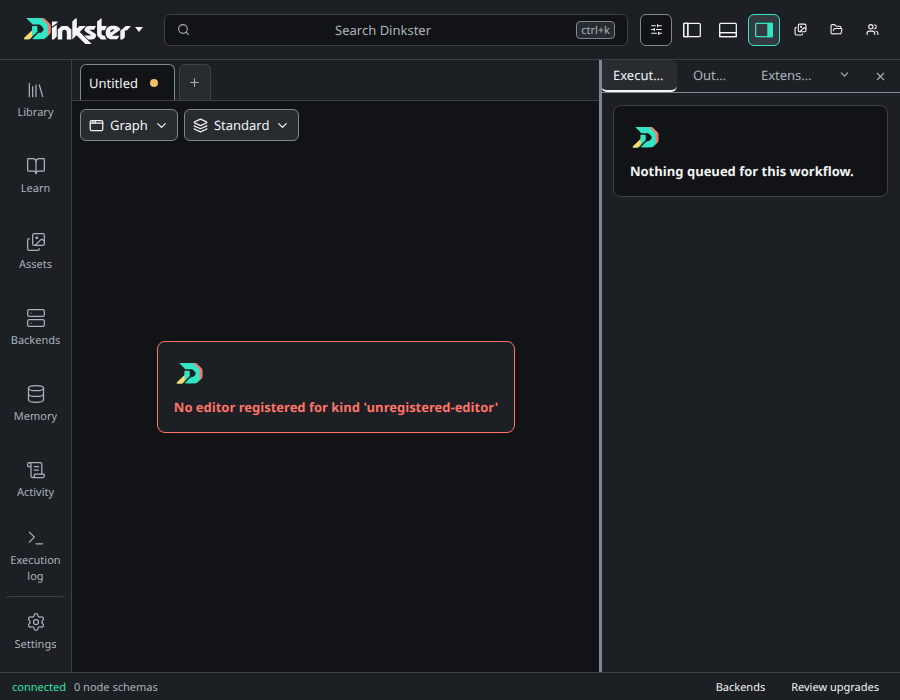 Dinkster
Search Dinkster
ctrl+k
Library
Learn
Assets
Backends
Memory
Activity
Execution
log
Settings
Untitled
+
Graph
Standard
No editor registered for kind 'unregistered-editor'
Execut...
Out...
Extens...
Nothing queued for this workflow.
connected
0 node schemas
Backends
Review upgrades